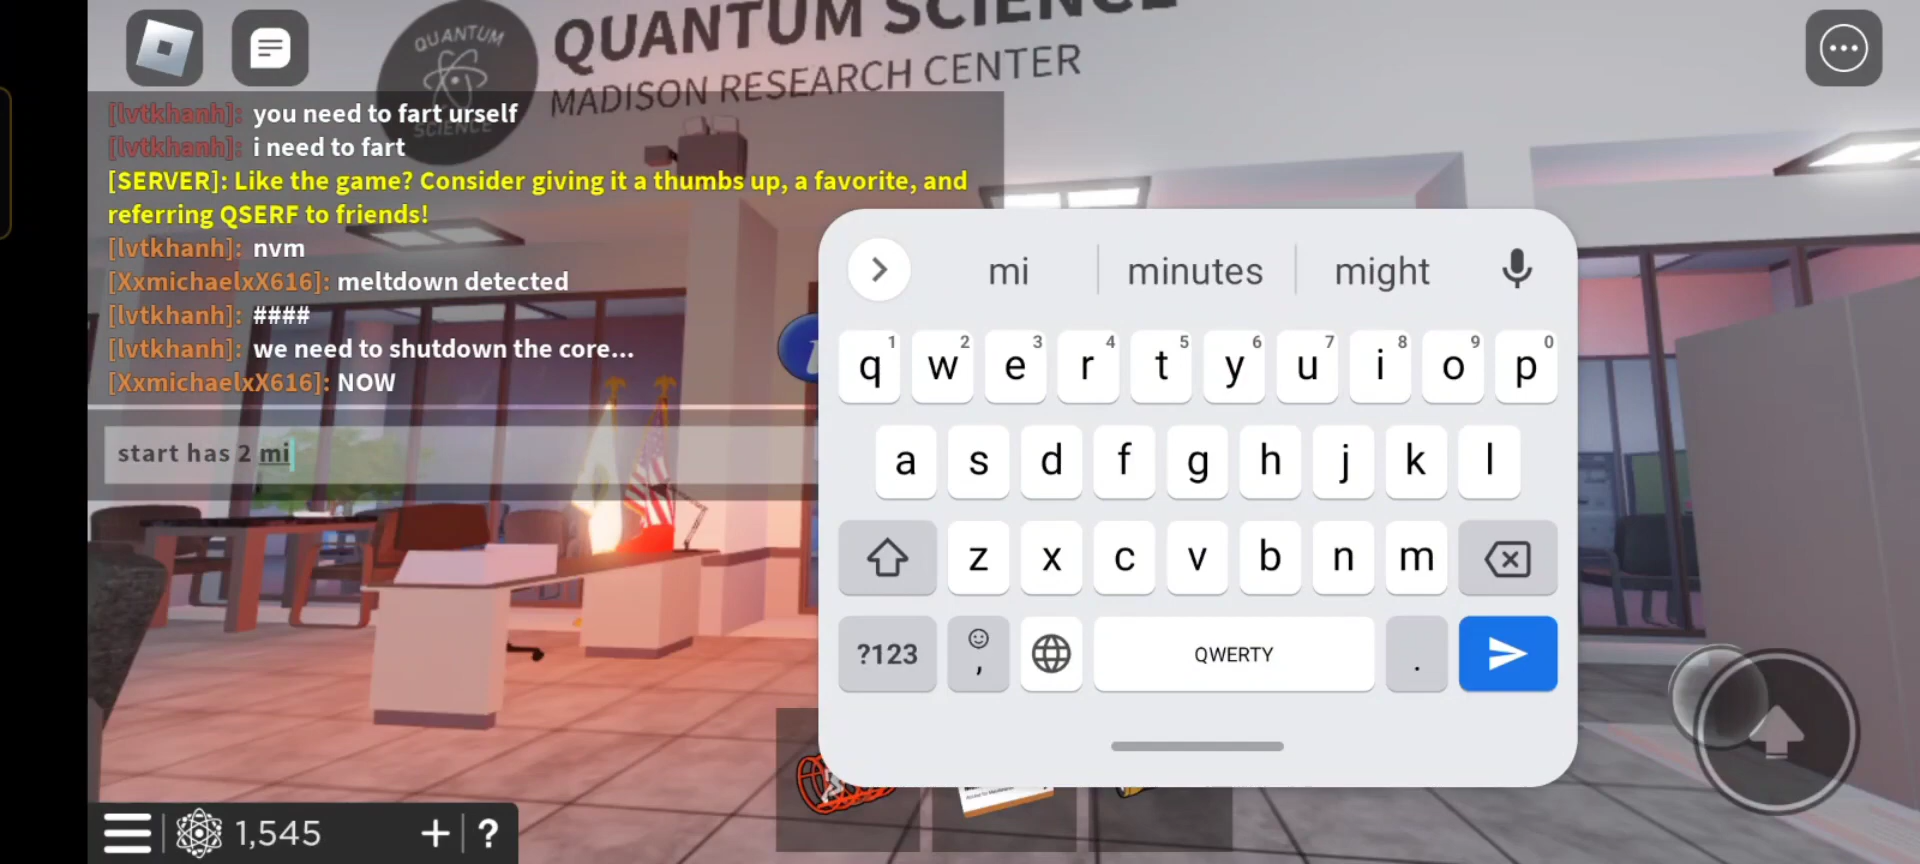 QUANTUM SCIENCE
MADISON RESEARCH CENTER
QUANTUM
SCIENCE
[lvtkhanh]: you need to fart urself
[lvtkhanh]: i need to fart
[SERVER]: Like the game? Consider giving it a thumbs up, a favorite, and
referring QSERF to friends!
[lvtkhanh]: nvm
[XxmichaelxX616]: meltdown detected
[lvtkhanh]: ####
[lvtkhanh]: we need to shutdown the core...
[XxmichaelxX616]: NOW
start has 2 mi
mi minutes might
q 1 w 2 e 3 r 4 t 5 y 6 u 7 i 8 o 9 p 0
a s d f g h j k l
z x c v b n m
?123 , QWERTY .
1,545 + ?